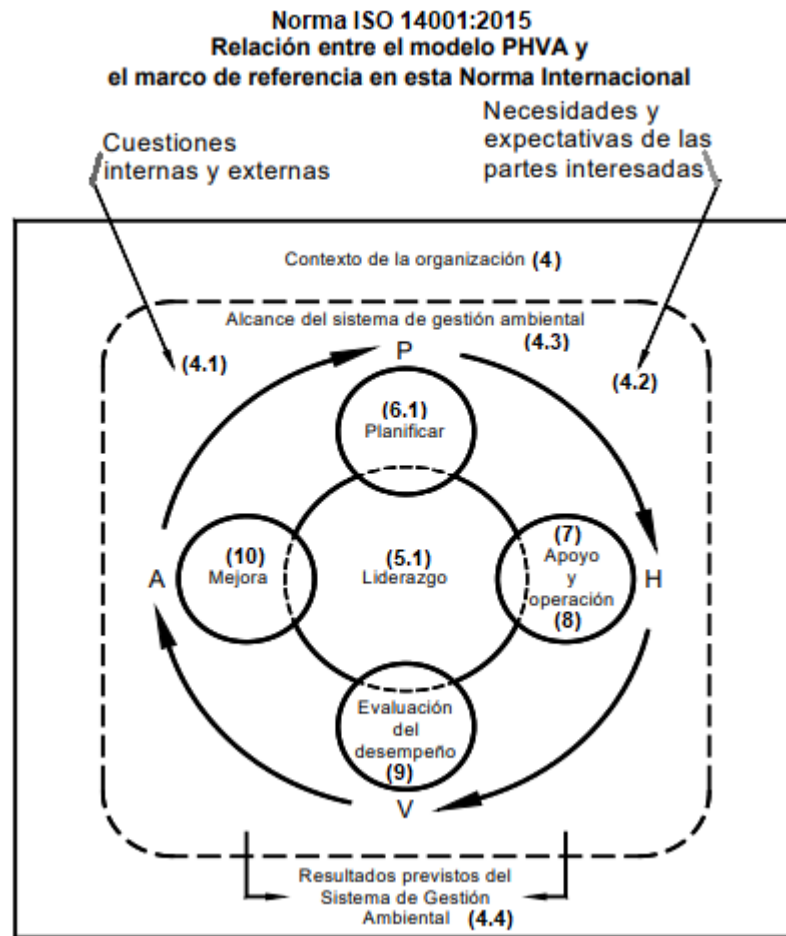 Norma ISO 14001:2015
Relación entre el modelo PHVA y
el marco de referencia en esta Norma Internacional
Cuestiones
internas y externas
Necesidades y
expectativas de las
partes interesadas
Contexto de la organización (4)
Alcance del sistema de gestión ambiental
(4.3)
(4.1)
(4.2)
P
(6.1)
Planificar
A
(10)
Mejora
(5.1)
Liderazgo
(7)
Apoyo
y
operación
(8)
H
Evaluación
del
desempeño
(9)
V
Resultados previstos del
Sistema de Gestión
Ambiental (4.4)